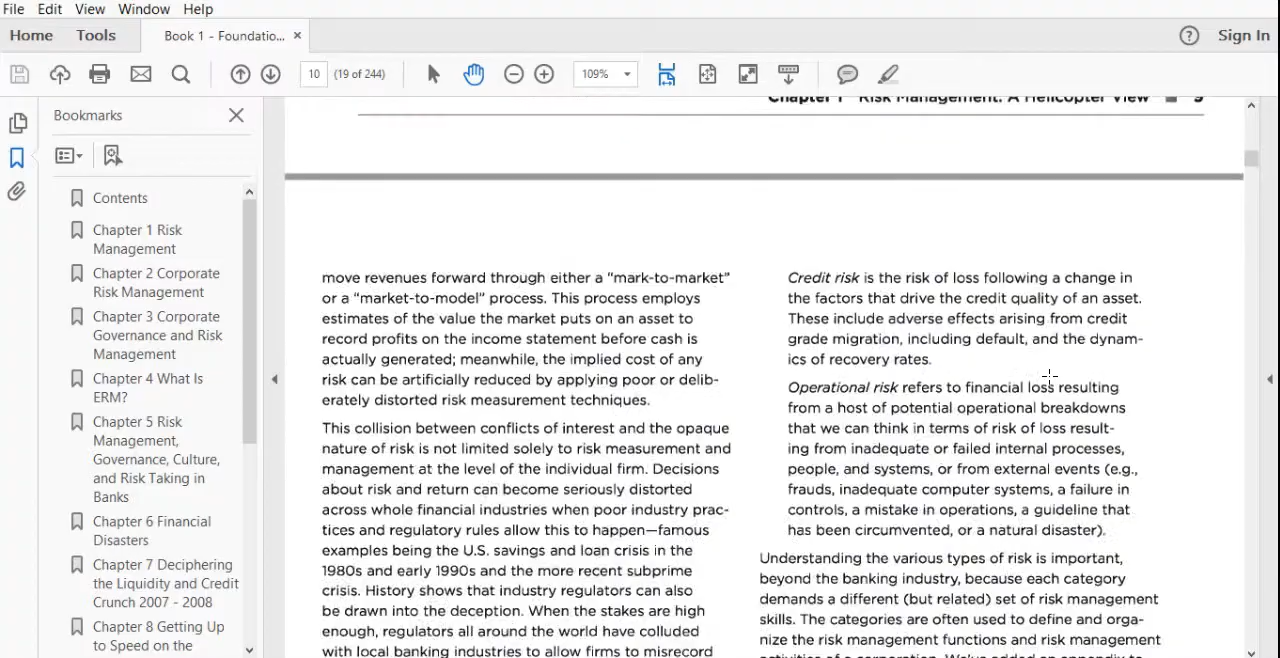 File Edit View Window Help
Home Tools Book 1 - Foundatio... × Sign In
10 (19 of 244) 109%
Bookmarks
Contents
Chapter 1 Risk
Management
Chapter 2 Corporate
Risk Management
Chapter 3 Corporate
Governance and Risk
Management
Chapter 4 What Is
ERM?
Chapter 5 Risk
Management,
Governance, Culture,
and Risk Taking in
Banks
Chapter 6 Financial
Disasters
Chapter 7 Deciphering
the Liquidity and Credit
Crunch 2007 - 2008
Chapter 8 Getting Up
to Speed on the
Chapter 1 Risk Management: A Helicopter View ■ 9
move revenues forward through either a “mark-to-market”
or a “market-to-model” process. This process employs
estimates of the value the market puts on an asset to
record profits on the income statement before cash is
actually generated; meanwhile, the implied cost of any
risk can be artificially reduced by applying poor or delib-
erately distorted risk measurement techniques.
This collision between conflicts of interest and the opaque
nature of risk is not limited solely to risk measurement and
management at the level of the individual firm. Decisions
about risk and return can become seriously distorted
across whole financial industries when poor industry prac-
tices and regulatory rules allow this to happen—famous
examples being the U.S. savings and loan crisis in the
1980s and early 1990s and the more recent subprime
crisis. History shows that industry regulators can also
be drawn into the deception. When the stakes are high
enough, regulators all around the world have colluded
with local banking industries to allow firms to misrecord
Credit risk is the risk of loss following a change in
the factors that drive the credit quality of an asset.
These include adverse effects arising from credit
grade migration, including default, and the dynam-
ics of recovery rates.
Operational risk refers to financial loss resulting
from a host of potential operational breakdowns
that we can think in terms of risk of loss result-
ing from inadequate or failed internal processes,
people, and systems, or from external events (e.g.,
frauds, inadequate computer systems, a failure in
controls, a mistake in operations, a guideline that
has been circumvented, or a natural disaster).
Understanding the various types of risk is important,
beyond the banking industry, because each category
demands a different (but related) set of risk management
skills. The categories are often used to define and orga-
nize the risk management functions and risk management
activities of a corporation. We've added an appendix to